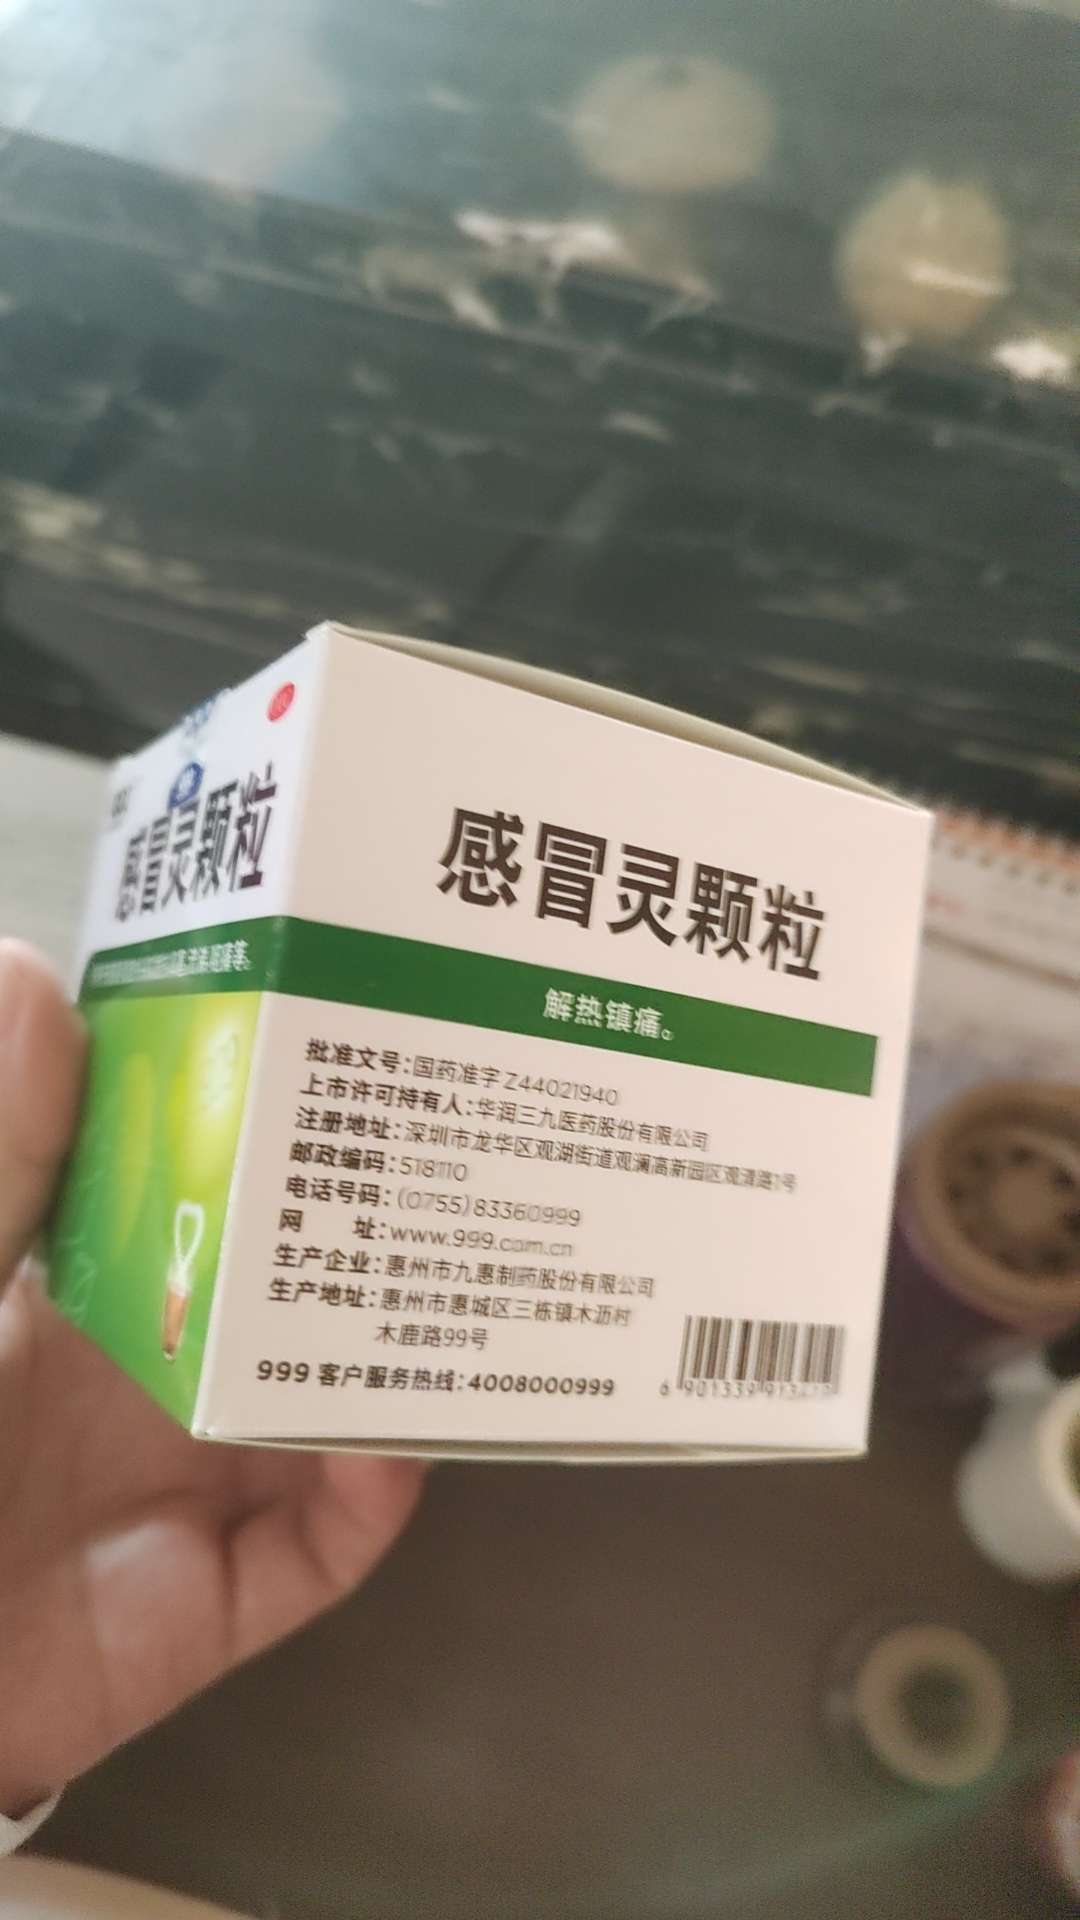 感冒灵颗粒
感冒灵颗粒
解热镇痛。
批准文号：国药准字Z44021940
上市许可持有人：华润三九医药股份有限公司
注册地址：深圳市龙华区观湖街道观澜高新园区观清路1号
邮政编码：518110
电话号码：(0755)83360999
网 址：www.999.com.cn
生产企业：惠州市九惠制药股份有限公司
生产地址：惠州市惠城区三栋镇木沥村
木鹿路99号
999 客户服务热线：4008000999